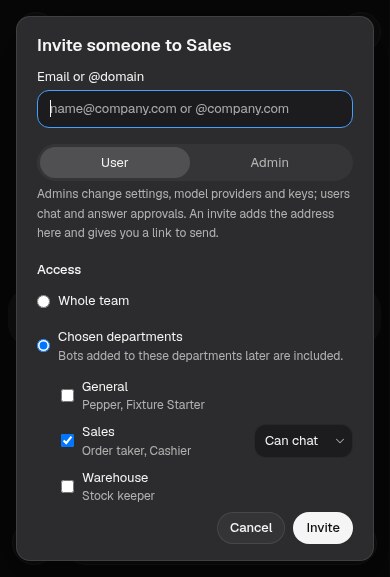 Invite someone to Sales
Email or @domain
name@company.com or @company.com
User
Admin
Admins change settings, model providers and keys; users
chat and answer approvals. An invite adds the address
here and gives you a link to send.
Access
Whole team
Chosen departments
Bots added to these departments later are included.
General
Pepper, Fixture Starter
Sales
Order taker, Cashier
Can chat
Warehouse
Stock keeper
Cancel
Invite